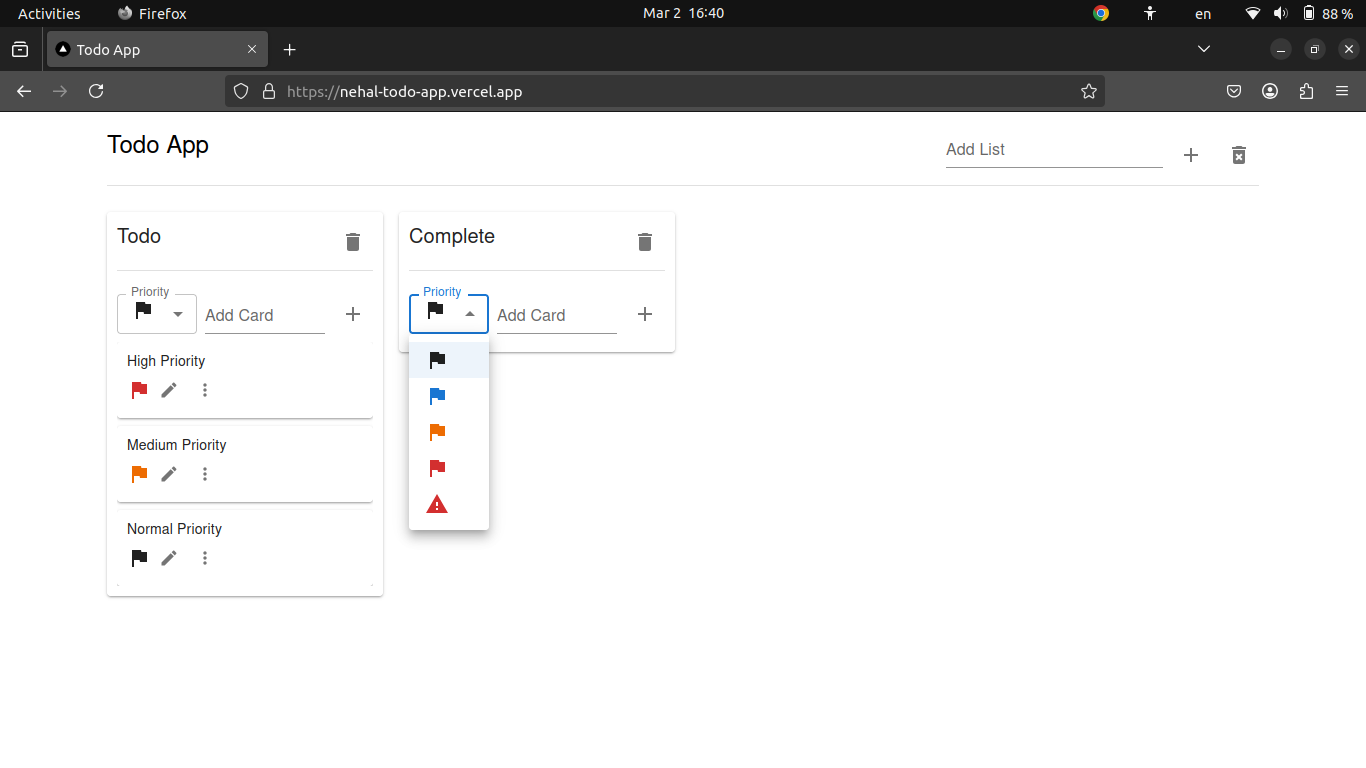 Activities
Firefox
Mar 2 16:40
en
88 %
Todo App
https://nehal-todo-app.vercel.app
Todo App
Add List
Todo
Priority
Add Card
High Priority
Medium Priority
Normal Priority
Complete
Priority
Add Card